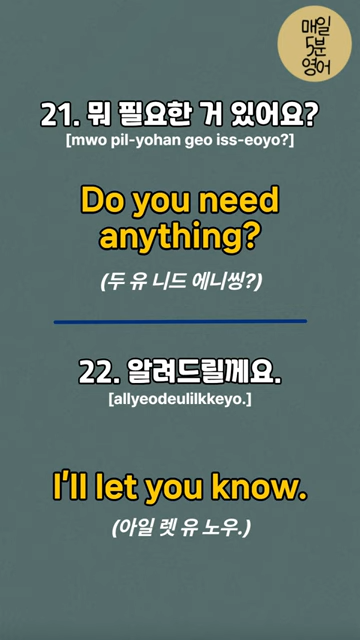 매일
5분
영어
21. 뭐 필요한 거 있어요?
[mwo pil-yohan geo iss-eoyo?]
Do you need
anything?
(두 유 니드 에니씽?)
22. 알려드릴께요.
[allyeodeulilkkeyo.]
I'll let you know.
(아일 렛 유 노우.)